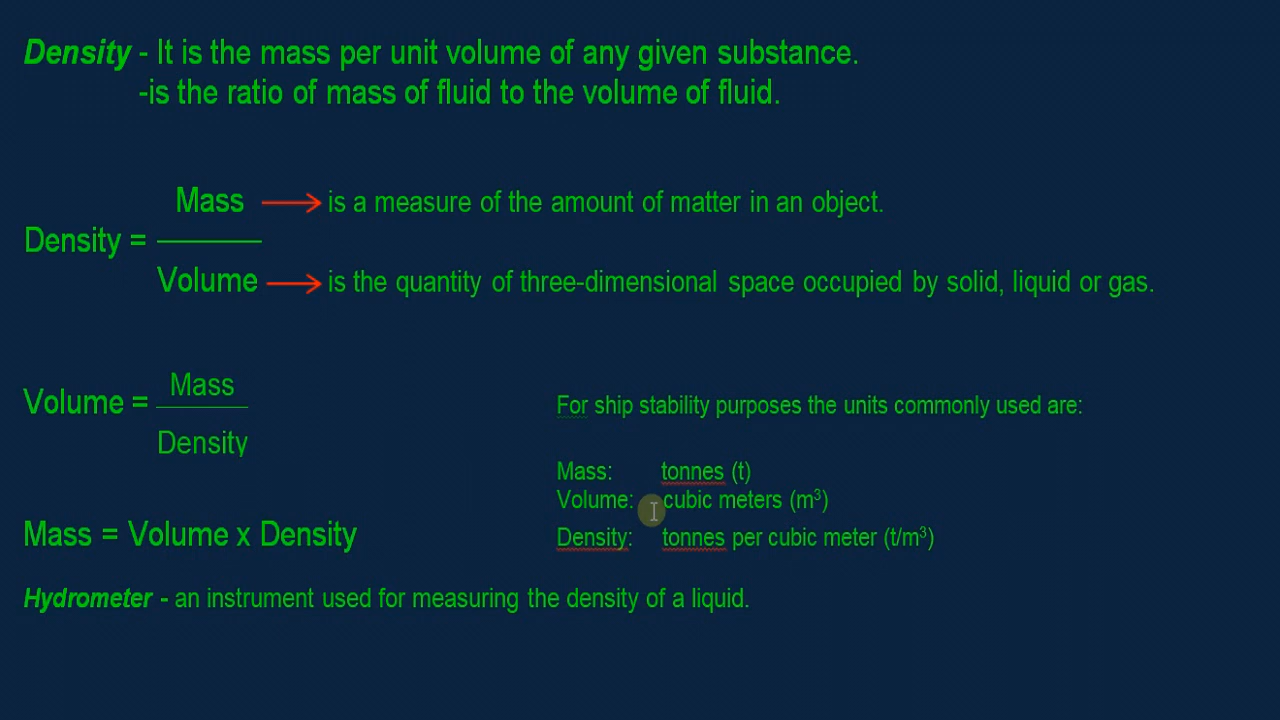 Density - It is the mass per unit volume of any given substance.
-is the ratio of mass of fluid to the volume of fluid.
Mass is a measure of the amount of matter in an object.
Density =
Volume is the quantity of three-dimensional space occupied by solid, liquid or gas.
Mass
Volume =
Density
For ship stability purposes the units commonly used are:
Mass: tonnes (t)
Volume: cubic meters (m³)
Density: tonnes per cubic meter (t/m³)
Mass = Volume x Density
Hydrometer - an instrument used for measuring the density of a liquid.